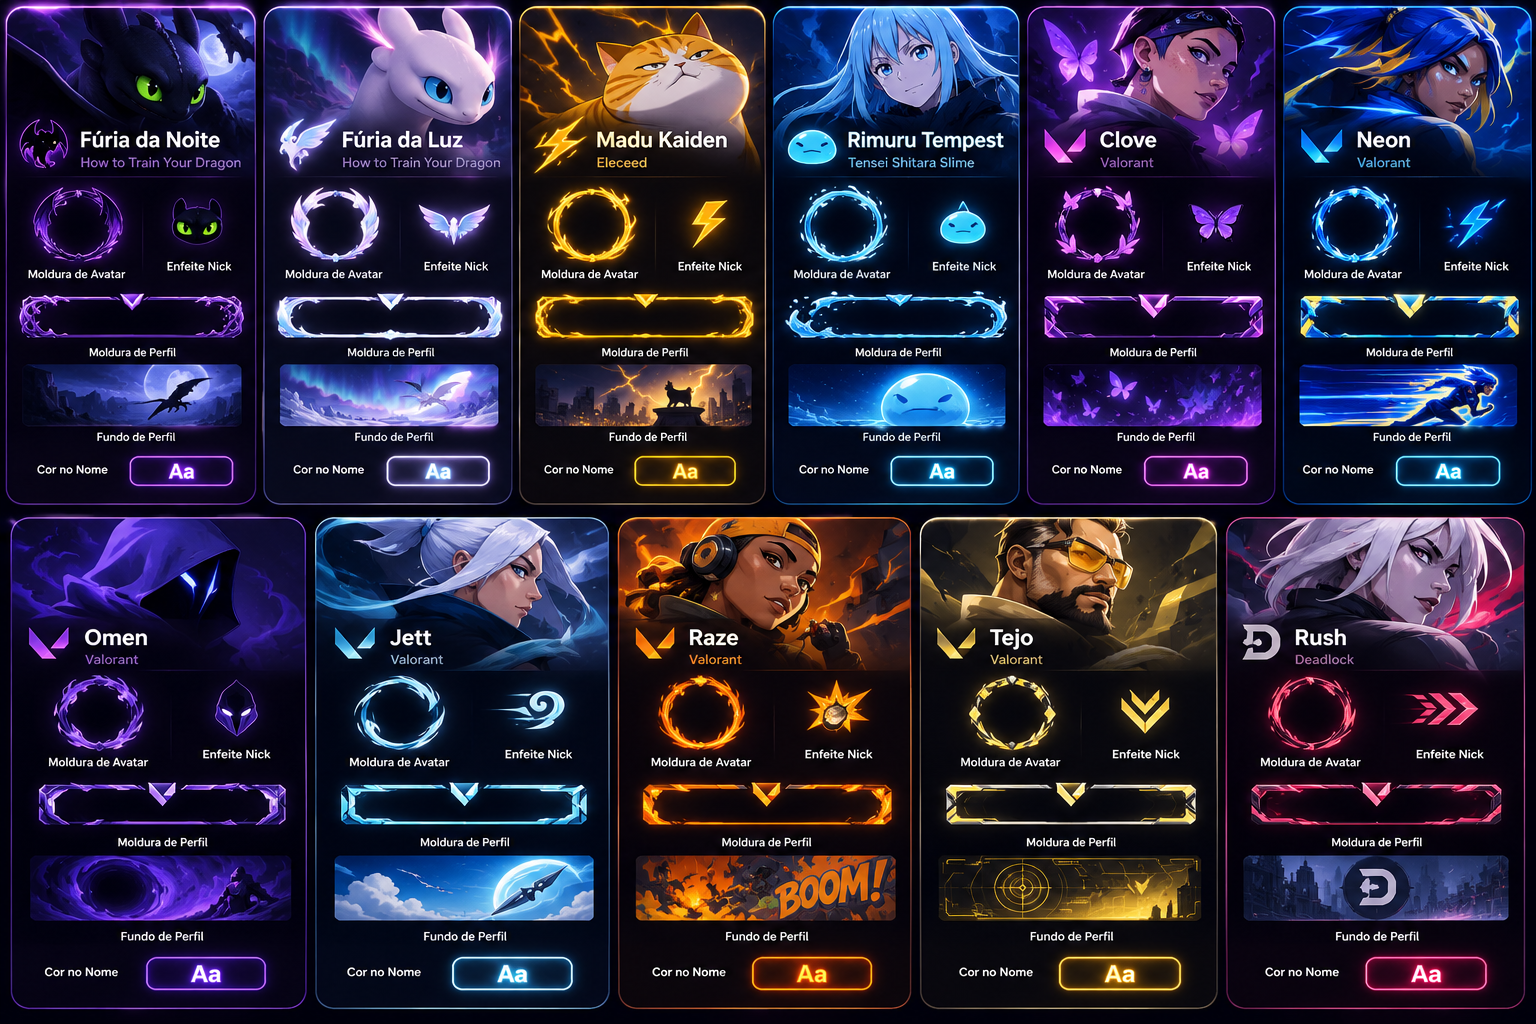 Fúria da Noite
How to Train Your Dragon
Moldura de Avatar
Enfeite Nick
Moldura de Perfil
Fundo de Perfil
Cor no Nome
Aa
Fúria da Luz
How to Train Your Dragon
Moldura de Avatar
Enfeite Nick
Moldura de Perfil
Fundo de Perfil
Cor no Nome
Aa
Madu Kaiden
Eleceed
Moldura de Avatar
Enfeite Nick
Moldura de Perfil
Fundo de Perfil
Cor no Nome
Aa
Rimuru Tempest
Tensei Shitara Slime
Moldura de Avatar
Enfeite Nick
Moldura de Perfil
Fundo de Perfil
Cor no Nome
Aa
Clove
Valorant
Moldura de Avatar
Enfeite Nick
Moldura de Perfil
Fundo de Perfil
Cor no Nome
Aa
Neon
Valorant
Moldura de Avatar
Enfeite Nick
Moldura de Perfil
Fundo de Perfil
Cor no Nome
Aa
Omen
Valorant
Moldura de Avatar
Enfeite Nick
Moldura de Perfil
Fundo de Perfil
Cor no Nome
Aa
Jett
Valorant
Moldura de Avatar
Enfeite Nick
Moldura de Perfil
Fundo de Perfil
Cor no Nome
Aa
Raze
Valorant
Moldura de Avatar
Enfeite Nick
Moldura de Perfil
BOOM!
Fundo de Perfil
Cor no Nome
Aa
Tejo
Valorant
Moldura de Avatar
Enfeite Nick
Moldura de Perfil
Fundo de Perfil
Cor no Nome
Aa
Rush
Deadlock
Moldura de Avatar
Enfeite Nick
Moldura de Perfil
Fundo de Perfil
Cor no Nome
Aa